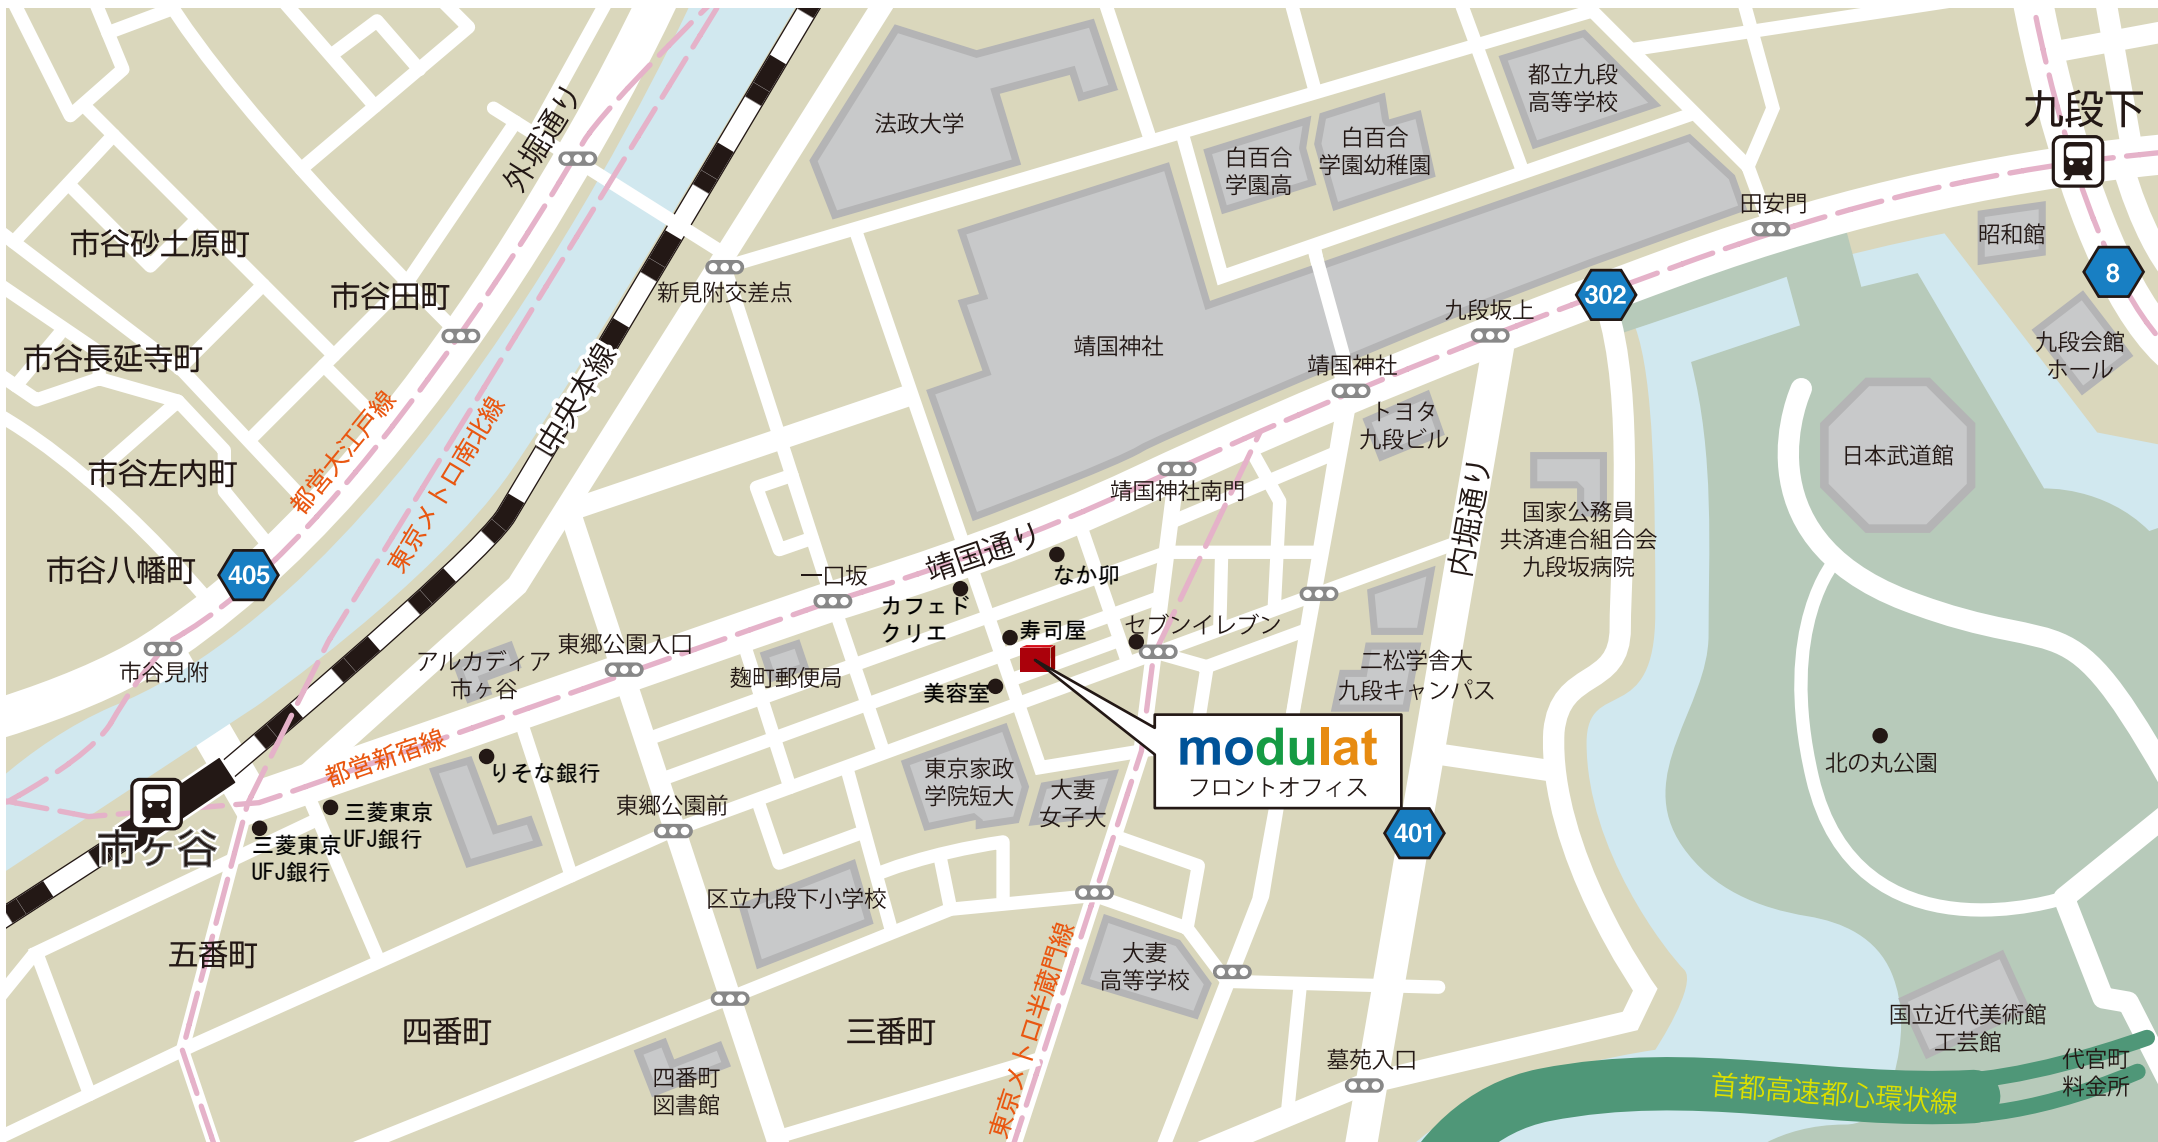 九段下
都立九段
高等学校
法政大学
白百合
学園幼稚園
白百合
学園高
外堀通り
田安門
昭和館
市谷砂土原町
8
新見附交差点
302
市谷田町
九段坂上
靖国神社
靖国神社
九段会館
ホール
市谷長延寺町
中央本線
トヨタ
九段ビル
都営大江戸線
東京メトロ南北線
日本武道館
市谷左内町
靖国神社南門
内堀通り
国家公務員
共済連合組合会
九段坂病院
靖国通り
市谷八幡町
405
一口坂
なか卯
カフェド
クリエ
寿司屋
セブンイレブン
東郷公園入口
アルカディア
市ヶ谷
市谷見附
麹町郵便局
美容室
二松学舎大
九段キャンパス
modulat
フロントオフィス
都営新宿線
りそな銀行
東京家政
学院短大
大妻
女子大
北の丸公園
三菱東京
UFJ銀行
三菱東京
UFJ銀行
市ヶ谷
東郷公園前
401
区立九段下小学校
五番町
大妻
高等学校
東京メトロ半蔵門線
四番町
三番町
国立近代美術館
工芸館
墓苑入口
四番町
図書館
首都高速都心環状線
代官町
料金所